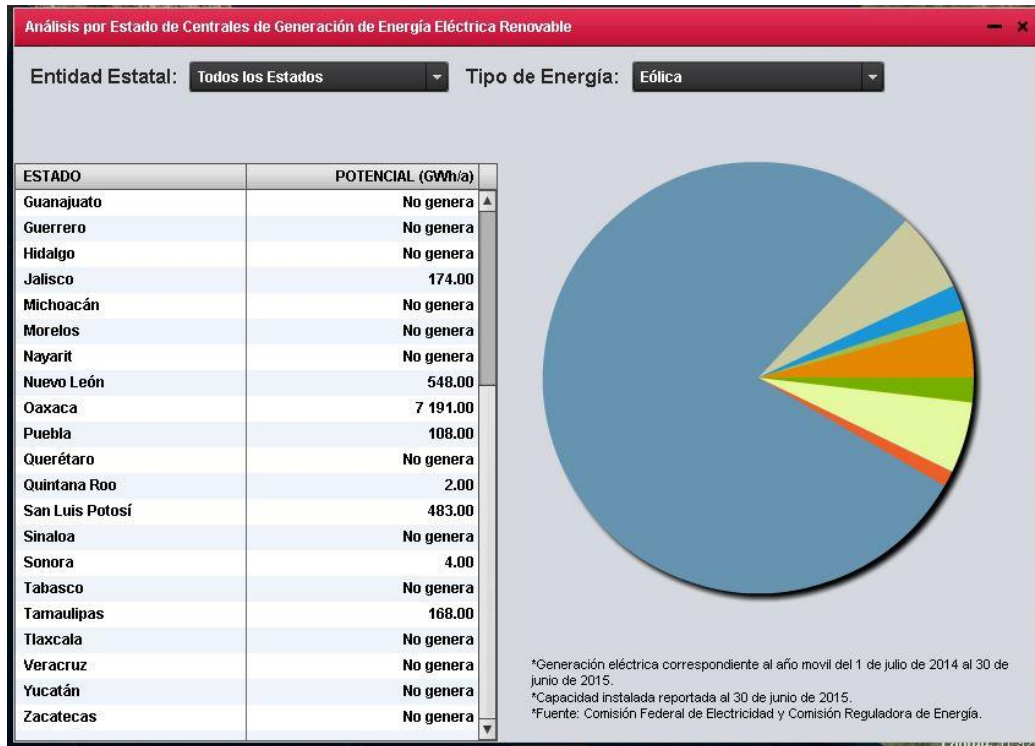 Análisis por Estado de Centrales de Generación de Energía Eléctrica Renovable
Entidad Estatal: Todos los Estados Tipo de Energía: Eólica
ESTADO POTENCIAL (GWh/a)
Guanajuato No genera
Guerrero No genera
Hidalgo No genera
Jalisco 174.00
Michoacán No genera
Morelos No genera
Nayarit No genera
Nuevo León 548.00
Oaxaca 7 191.00
Puebla 108.00
Querétaro No genera
Quintana Roo 2.00
San Luis Potosí 483.00
Sinaloa No genera
Sonora 4.00
Tabasco No genera
Tamaulipas 168.00
Tlaxcala No genera
Veracruz No genera
Yucatán No genera
Zacatecas No genera
*Generación eléctrica correspondiente al año movil del 1 de julio de 2014 al 30 de
junio de 2015.
*Capacidad instalada reportada al 30 de junio de 2015.
*Fuente: Comisión Federal de Electricidad y Comisión Reguladora de Energía.